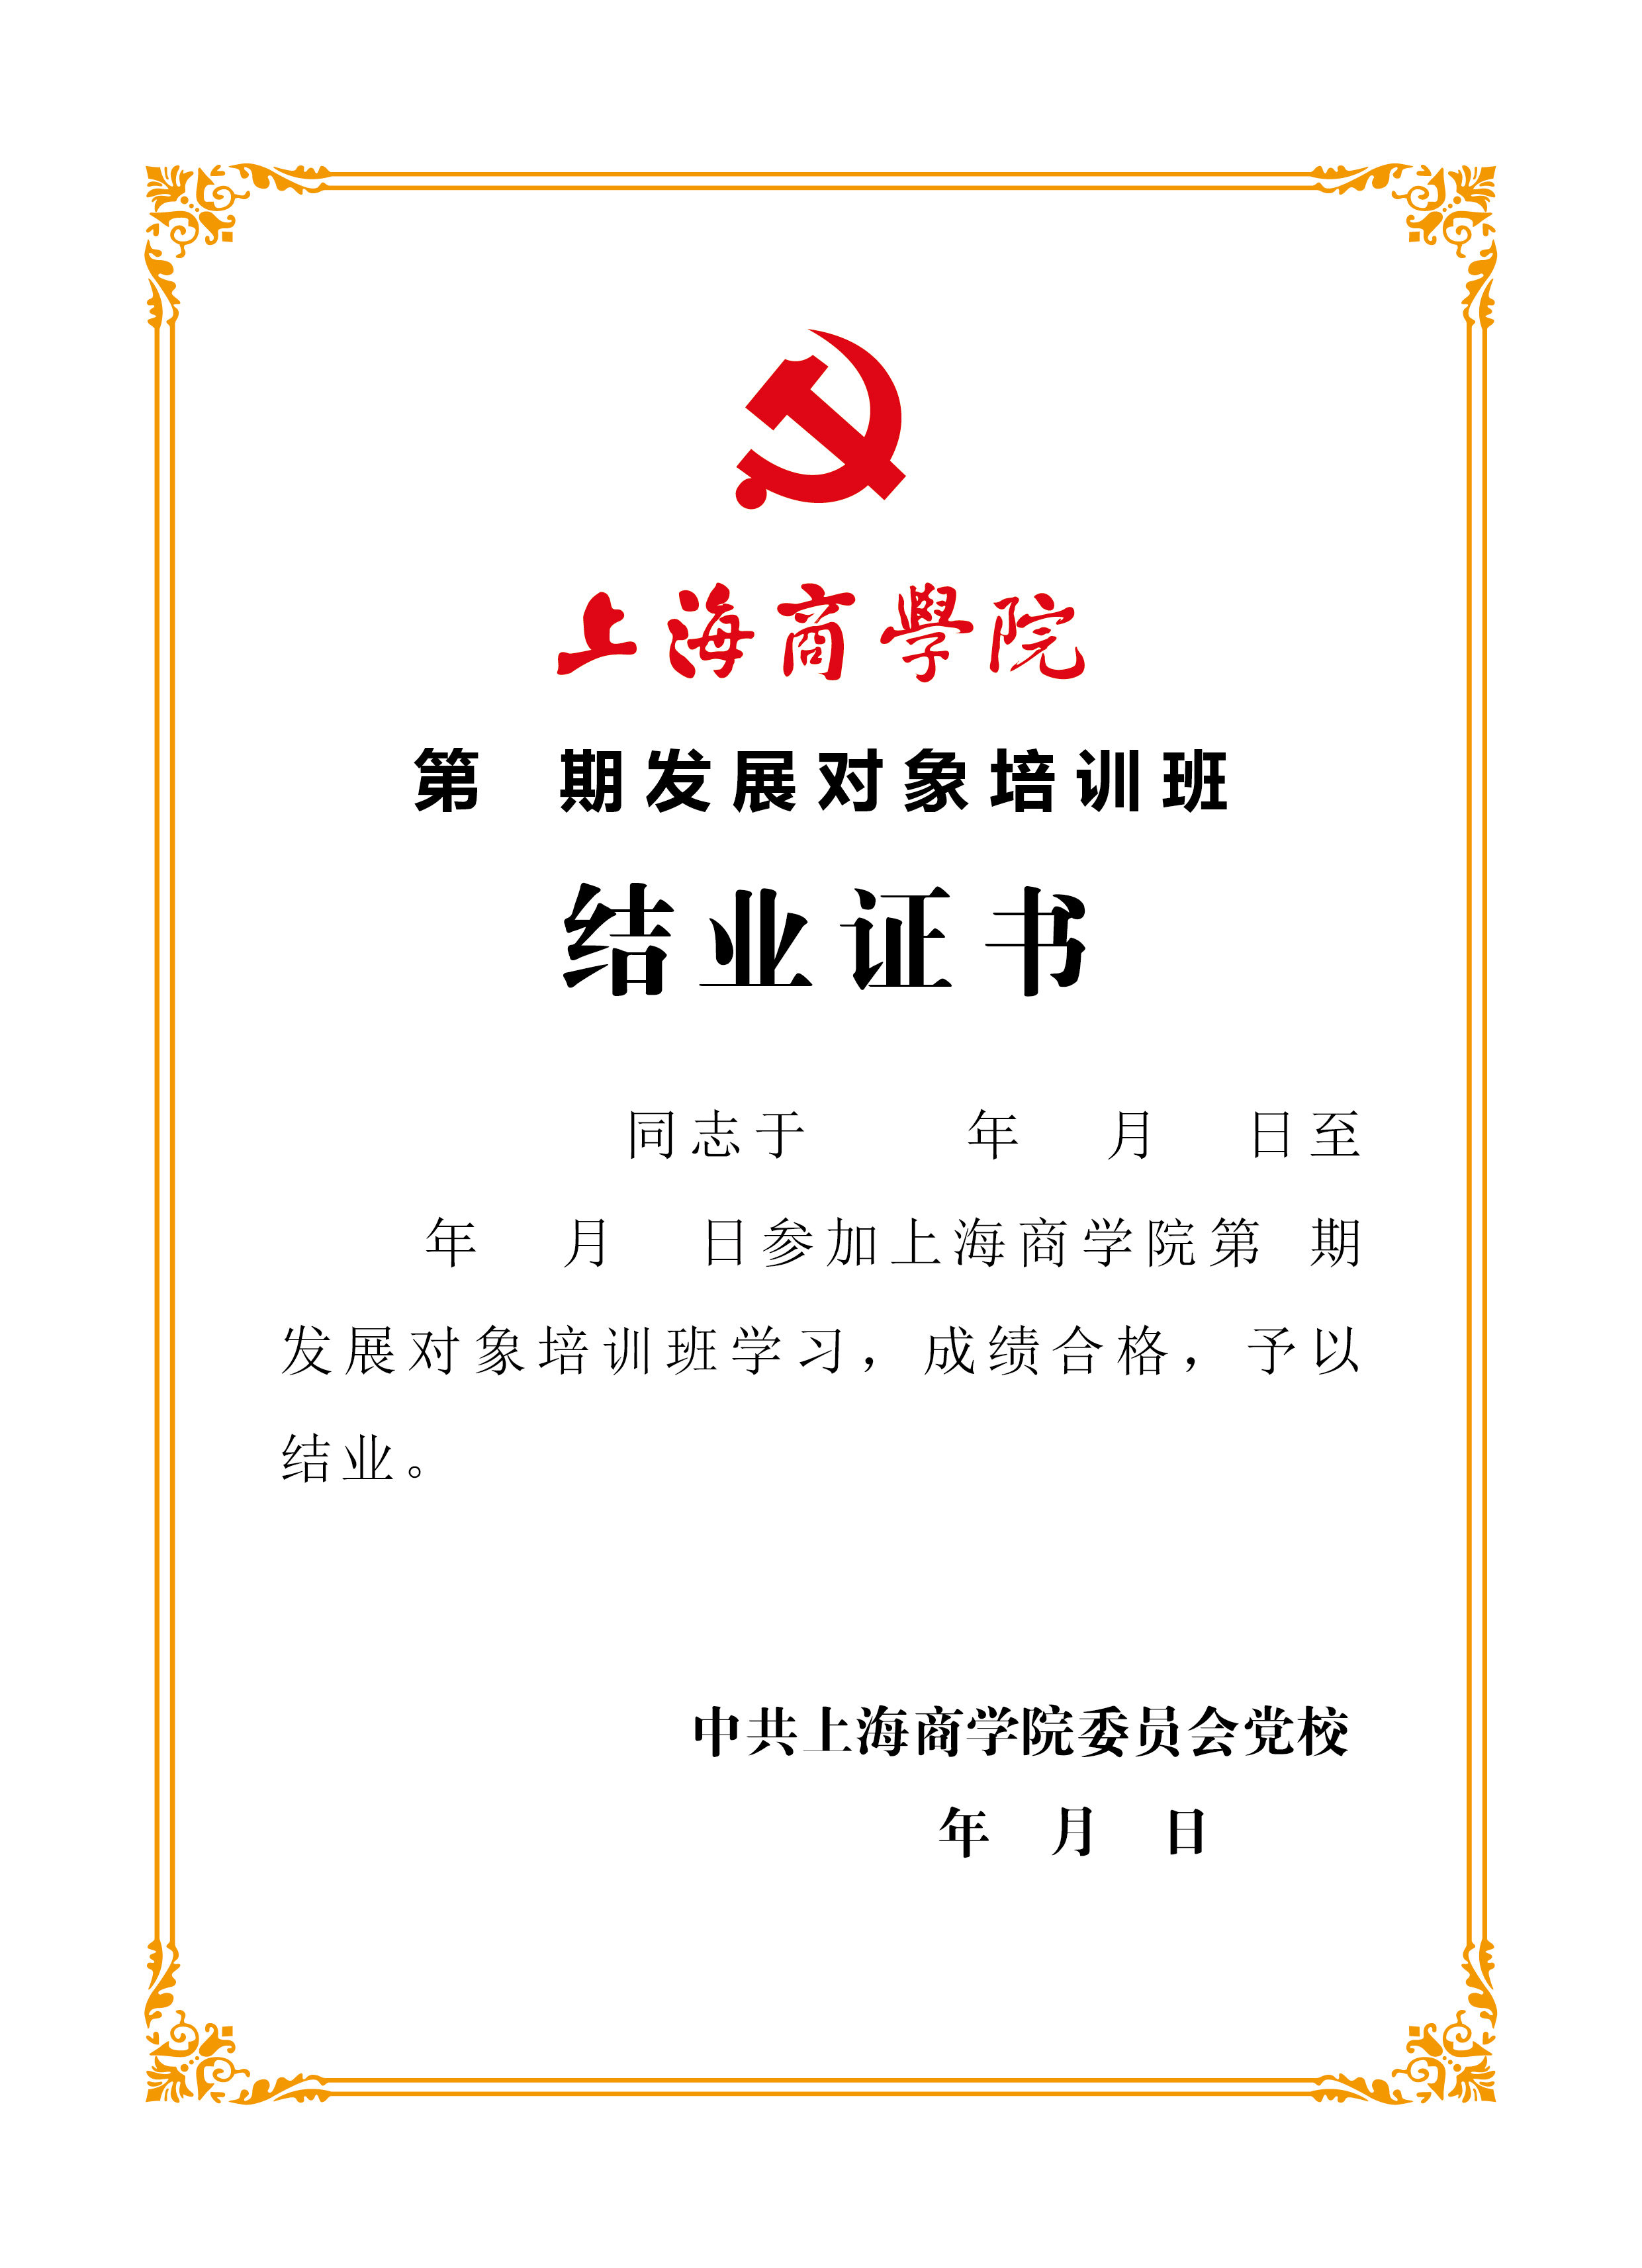 上海商學院
第 期发展对象培训班
结业证书
同志于 年 月 日至
年 月 日参加上海商学院第 期
发展对象培训班学习，成绩合格，予以
结业。
中共上海商学院委员会党校
年 月 日